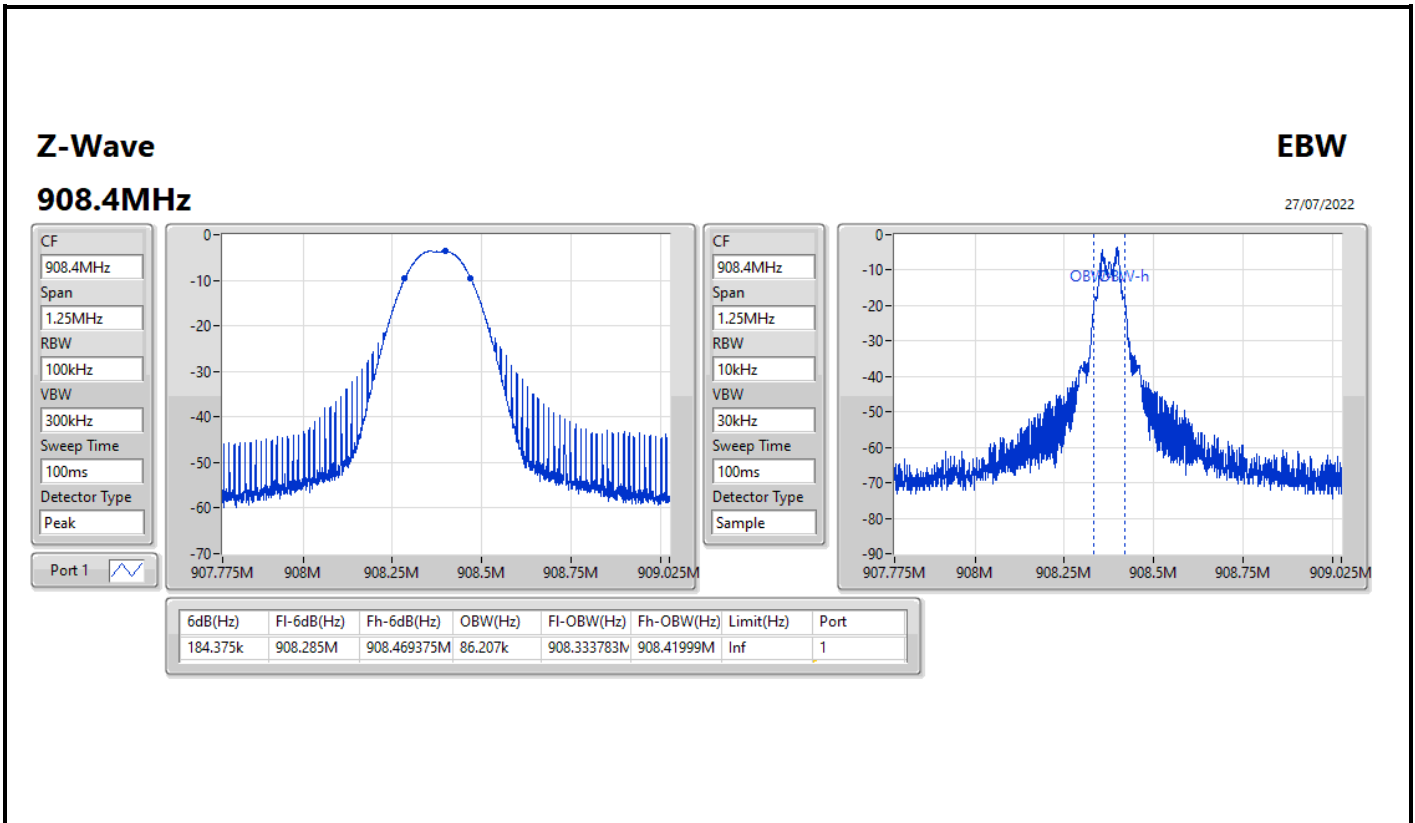 Z-Wave
EBW
908.4MHz
27/07/2022
CF
908.4MHz
Span
1.25MHz
RBW
100kHz
VBW
300kHz
Sweep Time
100ms
Detector Type
Peak
Port 1
0-
-10-
-20-
-30-
-40-
-50-
-60-
-70-
907.775M 908M 908.25M 908.5M 908.75M 909.025M
CF
908.4MHz
Span
1.25MHz
RBW
10kHz
VBW
30kHz
Sweep Time
100ms
Detector Type
Sample
0-
-10-
OBW-h
-20-
-30-
-40-
-50-
-60-
-70-
-80-
-90-
907.775M 908M 908.25M 908.5M 908.75M 909.025M
6dB(Hz) Fl-6dB(Hz) Fh-6dB(Hz) OBW(Hz) Fl-OBW(Hz) Fh-OBW(Hz) Limit(Hz) Port
184.375k 908.285M 908.469375M 86.207k 908.333783M 908.41999M Inf 1